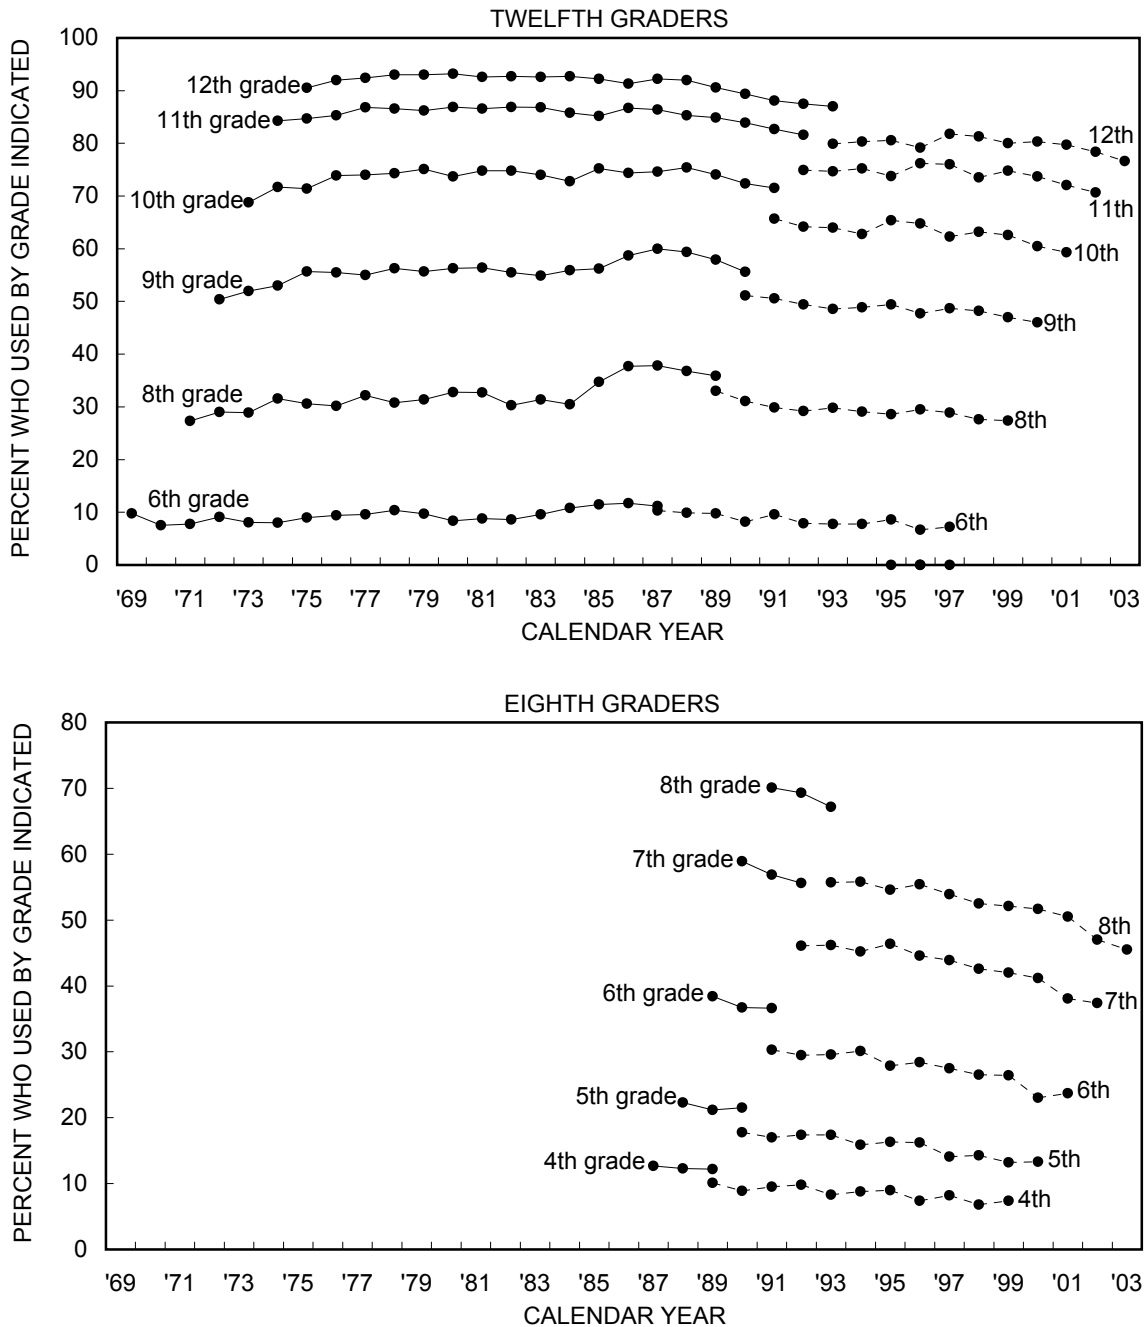 TWELFTH GRADERS
PERCENT WHO USED BY GRADE INDICATED
100
90
80
70
60
50
40
30
20
10
0
12th grade
11th grade
10th grade
9th grade
8th grade
6th grade
12th
11th
10th
9th
8th
6th
'69 '71 '73 '75 '77 '79 '81 '83 '85 '87 '89 '91 '93 '95 '97 '99 '01 '03
CALENDAR YEAR
EIGHTH GRADERS
PERCENT WHO USED BY GRADE INDICATED
80
70
60
50
40
30
20
10
0
8th grade
7th grade
6th grade
5th grade
4th grade
8th
7th
6th
5th
4th
'69 '71 '73 '75 '77 '79 '81 '83 '85 '87 '89 '91 '93 '95 '97 '99 '01 '03
CALENDAR YEAR